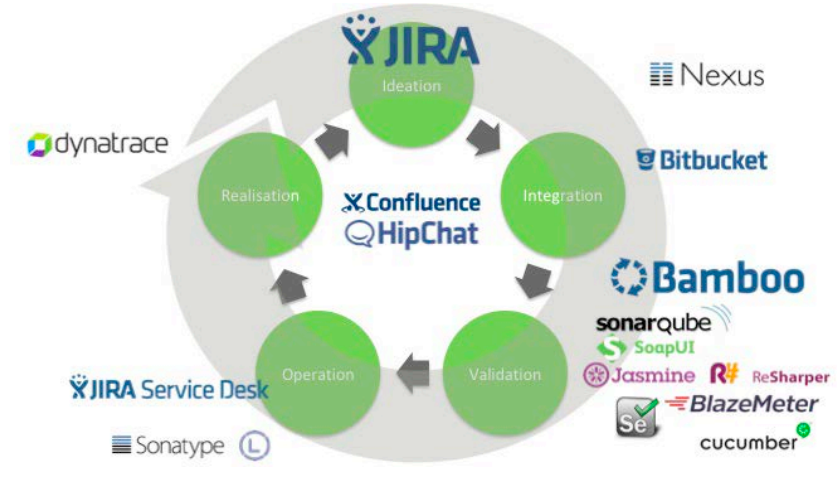 JIRA
Ideation
Nexus
dynatrace
Bitbucket
Realisation
Integration
Confluence
HipChat
Bamboo
sonarqube
SoapUI
Jasmine R# ReSharper
Operation
Validation
JIRA Service Desk
Se BlazeMeter
Sonatype L
cucumber